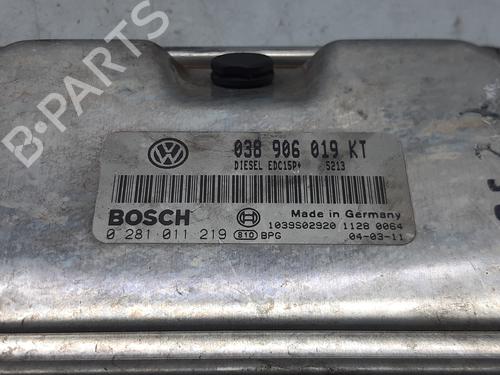 B-PARTS
038 906 019 KT
DIESEL EDC15P+ 5213
BOSCH
Made in Germany
0 281 011 219 810 BPG
1039S02920 1128 0064
04-03-11